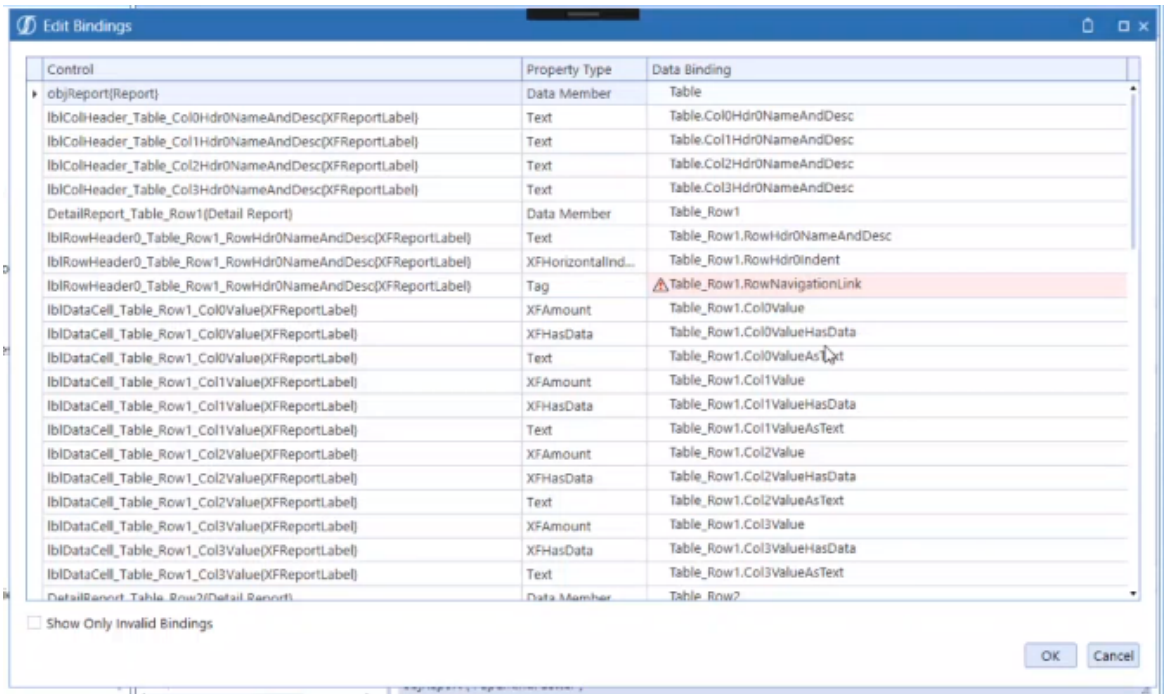 Edit Bindings
Control Property Type Data Binding
objReport{Report} Data Member Table
lblColHeader_Table_Col0Hdr0NameAndDesc{XFReportLabel} Text Table.Col0Hdr0NameAndDesc
lblColHeader_Table_Col1Hdr0NameAndDesc{XFReportLabel} Text Table.Col1Hdr0NameAndDesc
lblColHeader_Table_Col2Hdr0NameAndDesc{XFReportLabel} Text Table.Col2Hdr0NameAndDesc
lblColHeader_Table_Col3Hdr0NameAndDesc{XFReportLabel} Text Table.Col3Hdr0NameAndDesc
DetailReport_Table_Row1{Detail Report} Data Member Table_Row1
lblRowHeader0_Table_Row1_RowHdr0NameAndDesc{XFReportLabel} Text Table_Row1.RowHdr0NameAndDesc
lblRowHeader0_Table_Row1_RowHdr0NameAndDesc{XFReportLabel} XFHorizontalInd... Table_Row1.RowHdr0Indent
lblRowHeader0_Table_Row1_RowHdr0NameAndDesc{XFReportLabel} Tag Table_Row1.RowNavigationLink
lblDataCell_Table_Row1_Col0Value{XFReportLabel} XFAmount Table_Row1.Col0Value
lblDataCell_Table_Row1_Col0Value{XFReportLabel} XFHasData Table_Row1.Col0ValueHasData
lblDataCell_Table_Row1_Col0Value{XFReportLabel} Text Table_Row1.Col0ValueAsText
lblDataCell_Table_Row1_Col1Value{XFReportLabel} XFAmount Table_Row1.Col1Value
lblDataCell_Table_Row1_Col1Value{XFReportLabel} XFHasData Table_Row1.Col1ValueHasData
lblDataCell_Table_Row1_Col1Value{XFReportLabel} Text Table_Row1.Col1ValueAsText
lblDataCell_Table_Row1_Col2Value{XFReportLabel} XFAmount Table_Row1.Col2Value
lblDataCell_Table_Row1_Col2Value{XFReportLabel} XFHasData Table_Row1.Col2ValueHasData
lblDataCell_Table_Row1_Col2Value{XFReportLabel} Text Table_Row1.Col2ValueAsText
lblDataCell_Table_Row1_Col3Value{XFReportLabel} XFAmount Table_Row1.Col3Value
lblDataCell_Table_Row1_Col3Value{XFReportLabel} XFHasData Table_Row1.Col3ValueHasData
lblDataCell_Table_Row1_Col3Value{XFReportLabel} Text Table_Row1.Col3ValueAsText
DetailReport_Table_Row2{Detail Report} Data Member Table_Row2
Show Only Invalid Bindings
OK Cancel